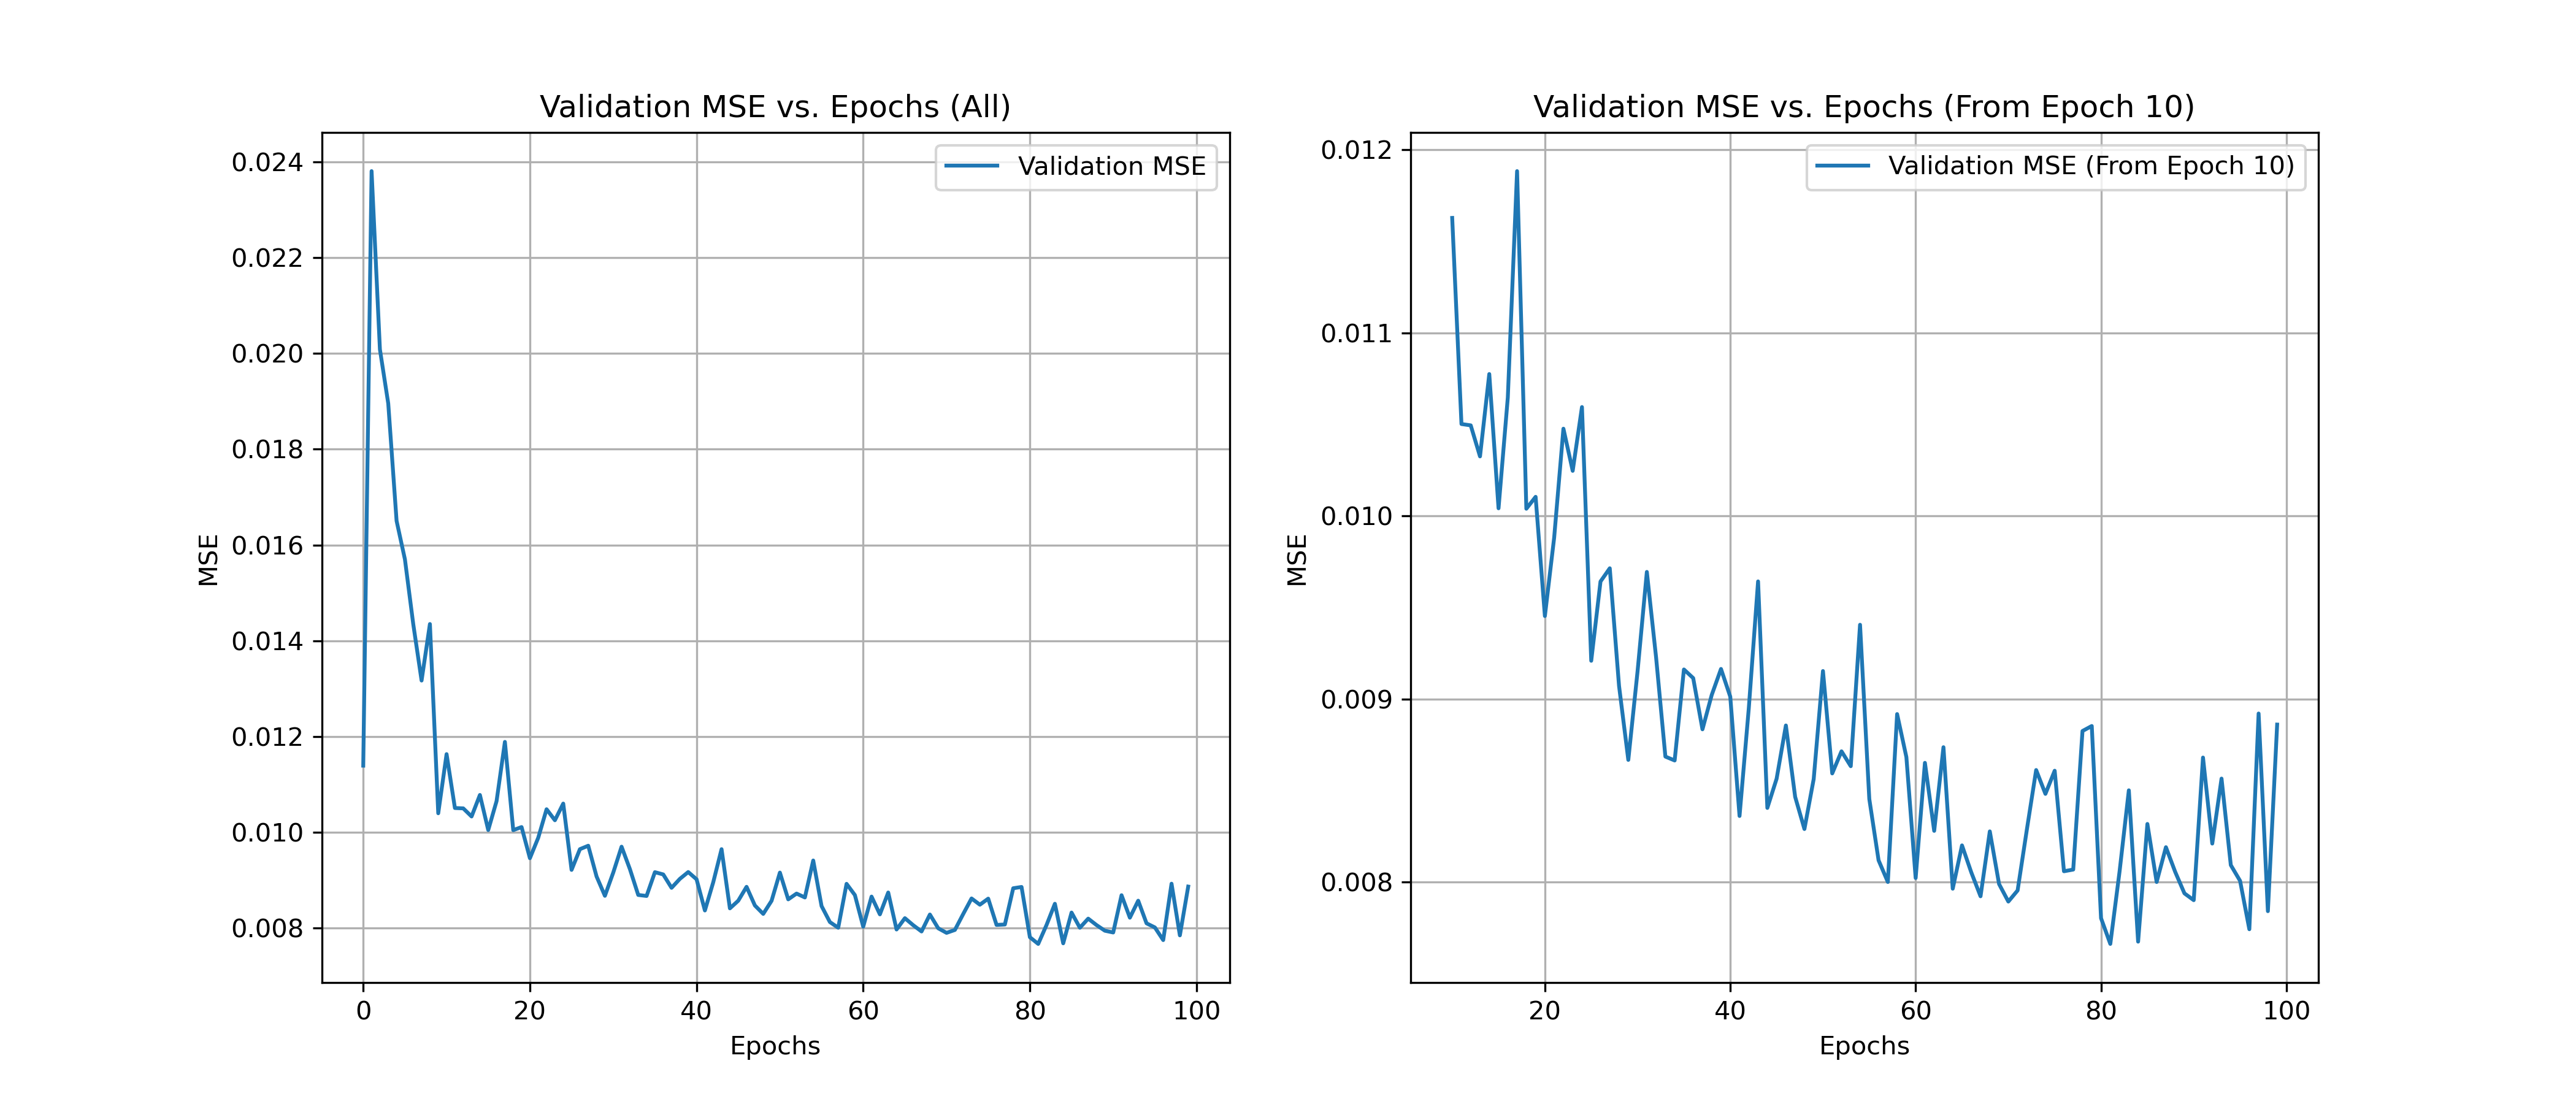 Validation MSE vs. Epochs (All)
Validation MSE
0.024
0.022
0.020
0.018
0.016
0.014
0.012
0.010
0.008
MSE
0 20 40 60 80 100
Epochs
Validation MSE vs. Epochs (From Epoch 10)
Validation MSE (From Epoch 10)
0.012
0.011
0.010
0.009
0.008
MSE
20 40 60 80 100
Epochs